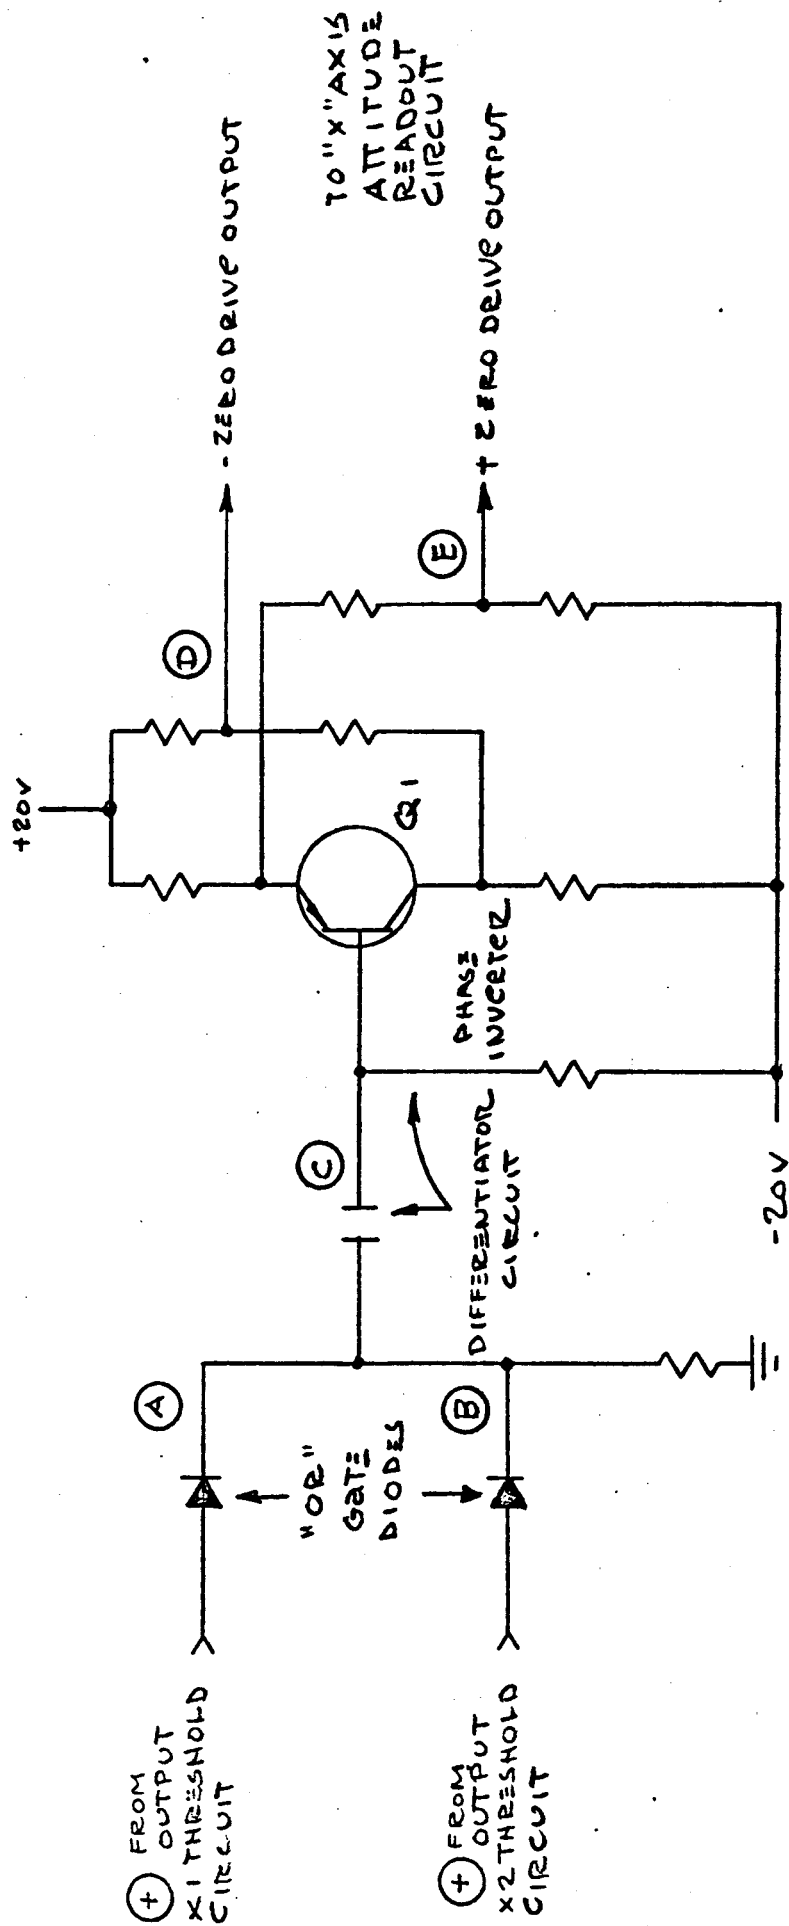 + FROM
OUTPUT
X1 THRESHOLD
CIRCUIT
+ FROM
OUTPUT
X2 THRESHOLD
CIRCUIT
A
"OR"
GATE
DIODES
B
C
DIFFERENTIATOR
CIRCUIT
PHASE
INVERTER
Q1
+20V
-20V
D
- ZERO DRIVE OUTPUT
E
+ ZERO DRIVE OUTPUT
TO "X" AXIS
ATTITUDE
READOUT
CIRCUIT